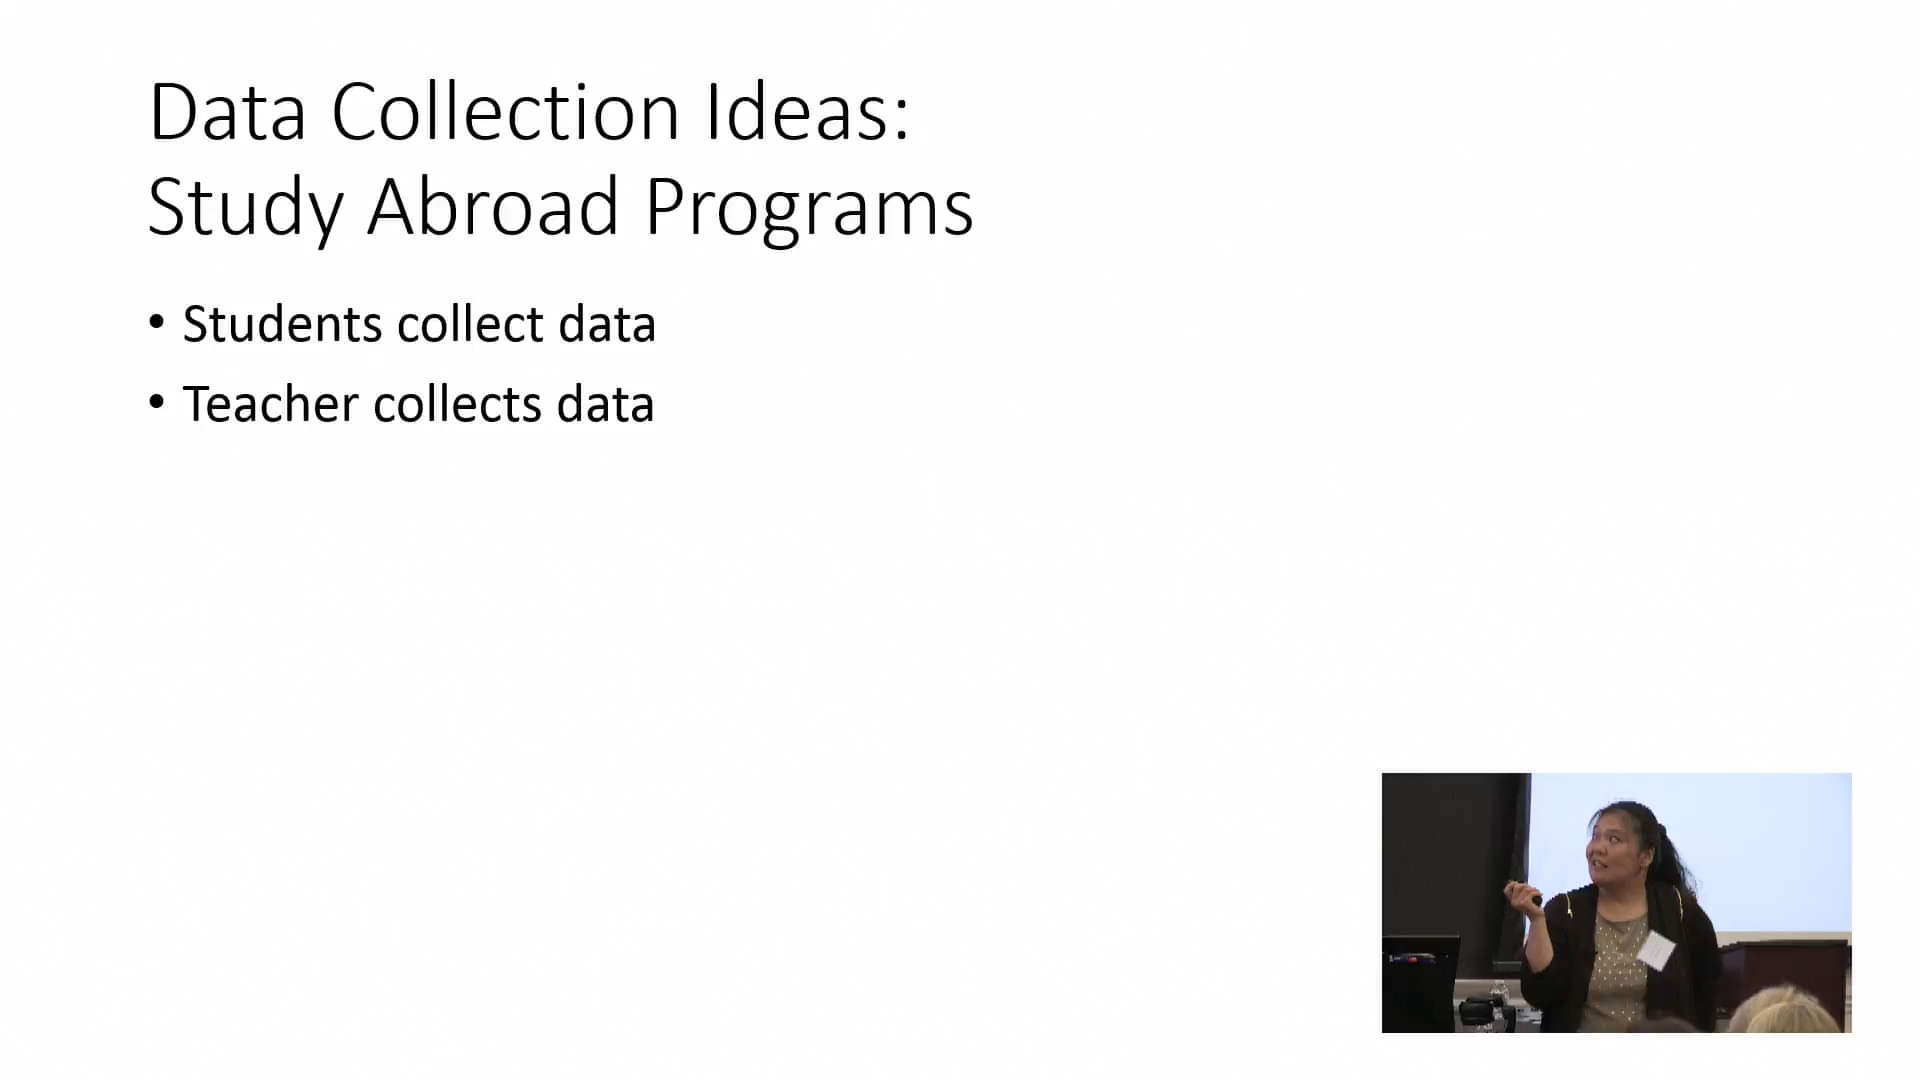 Data Collection Ideas:
Study Abroad Programs
• Students collect data
• Teacher collects data